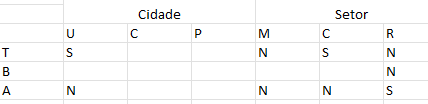 Cidade Setor
U C P M C R
T S N S N
B N
A N N N S